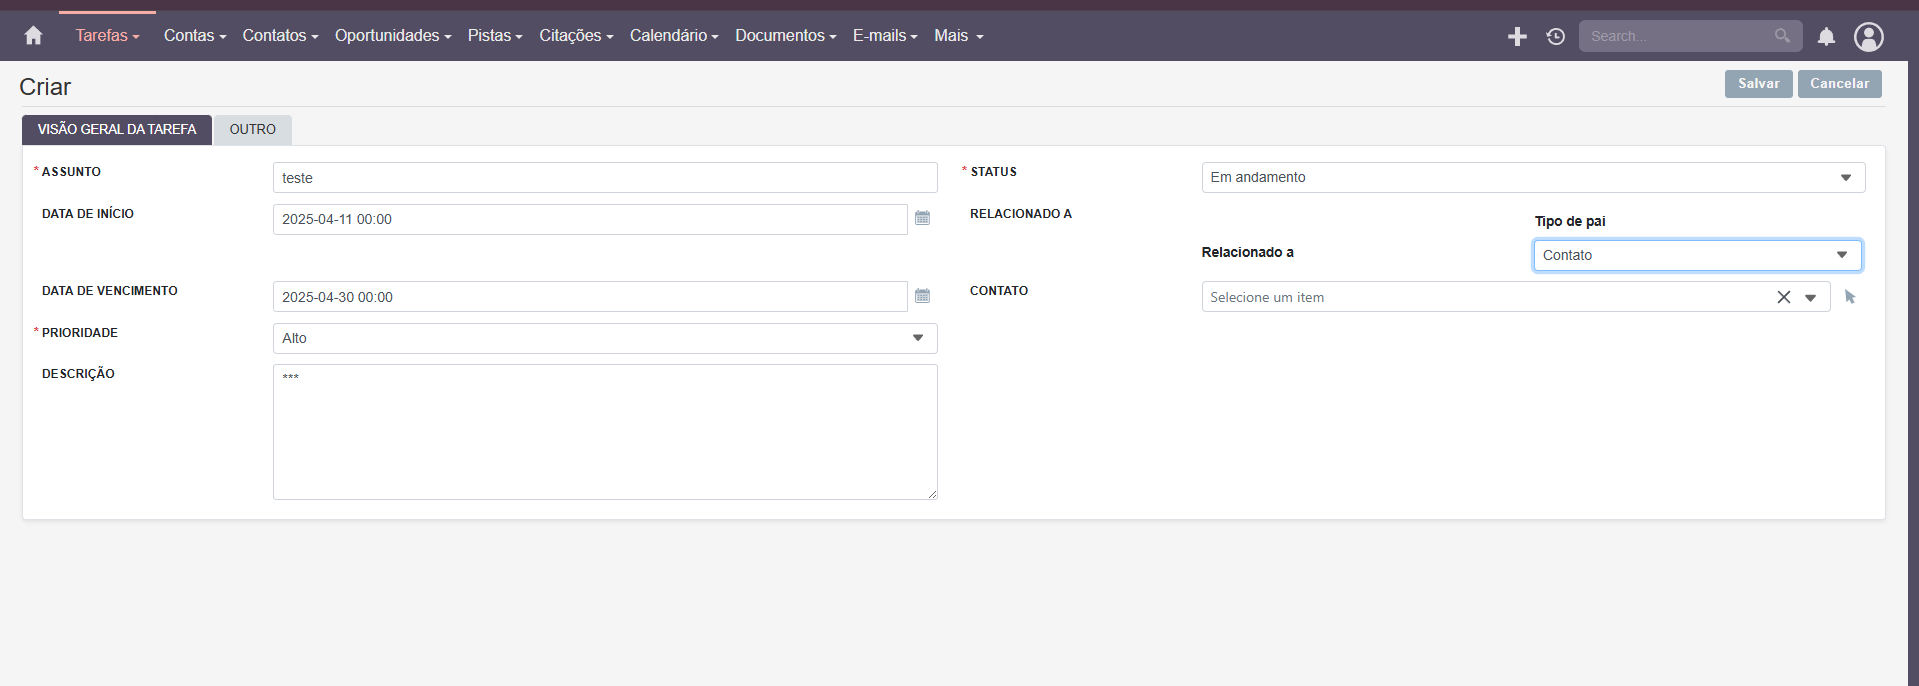 Tarefas Contas Contatos Oportunidades Pistas Citações Calendário Documentos E-mails Mais Search...
Criar
Salvar Cancelar
VISÃO GERAL DA TAREFA OUTRO
* ASSUNTO teste
* STATUS Em andamento
DATA DE INÍCIO 2025-04-11 00:00
RELACIONADO A
Tipo de pai
Relacionado a
Contato
DATA DE VENCIMENTO 2025-04-30 00:00
CONTATO Selecione um item
* PRIORIDADE Alto
DESCRIÇÃO ***